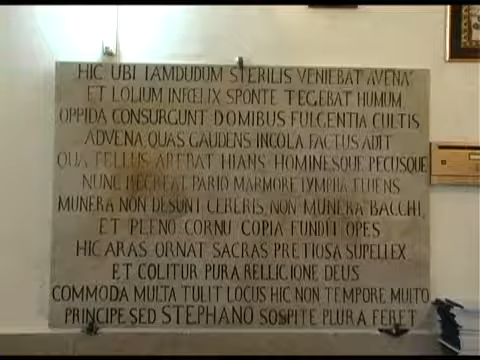 HIC UBI IAMDUDUM STERILIS VENIEBAT AVENA
ET LOLIUM INFŒLIX SPONTE TEGEBAT HUMUM
OPPIDA CONSURGUNT DOMIBUS FULGENTIA CULTIS
ADVENA QUAS GAUDENS INCOLA FACTUS ADIT
QUA TELLUS AREBAT HIANS HOMINESQUE PECUSQUE
NUNC RECREAT PARIO MARMORE LYMPHA FLUENS
MUNERA NON DESUNT CERERIS NON MUNERA BACCHI,
ET PLENO CORNU COPIA FUNDIT OPES
HIC ARAS ORNAT SACRAS PRETIOSA SUPELLEX
ET COLITUR PURA RELLIGIONE DEUS
COMMODA MULTA TULIT LOCUS HIC NON TEMPORE MULTO
PRINCIPE SED STEPHANO SOSPITE PLURA FERET